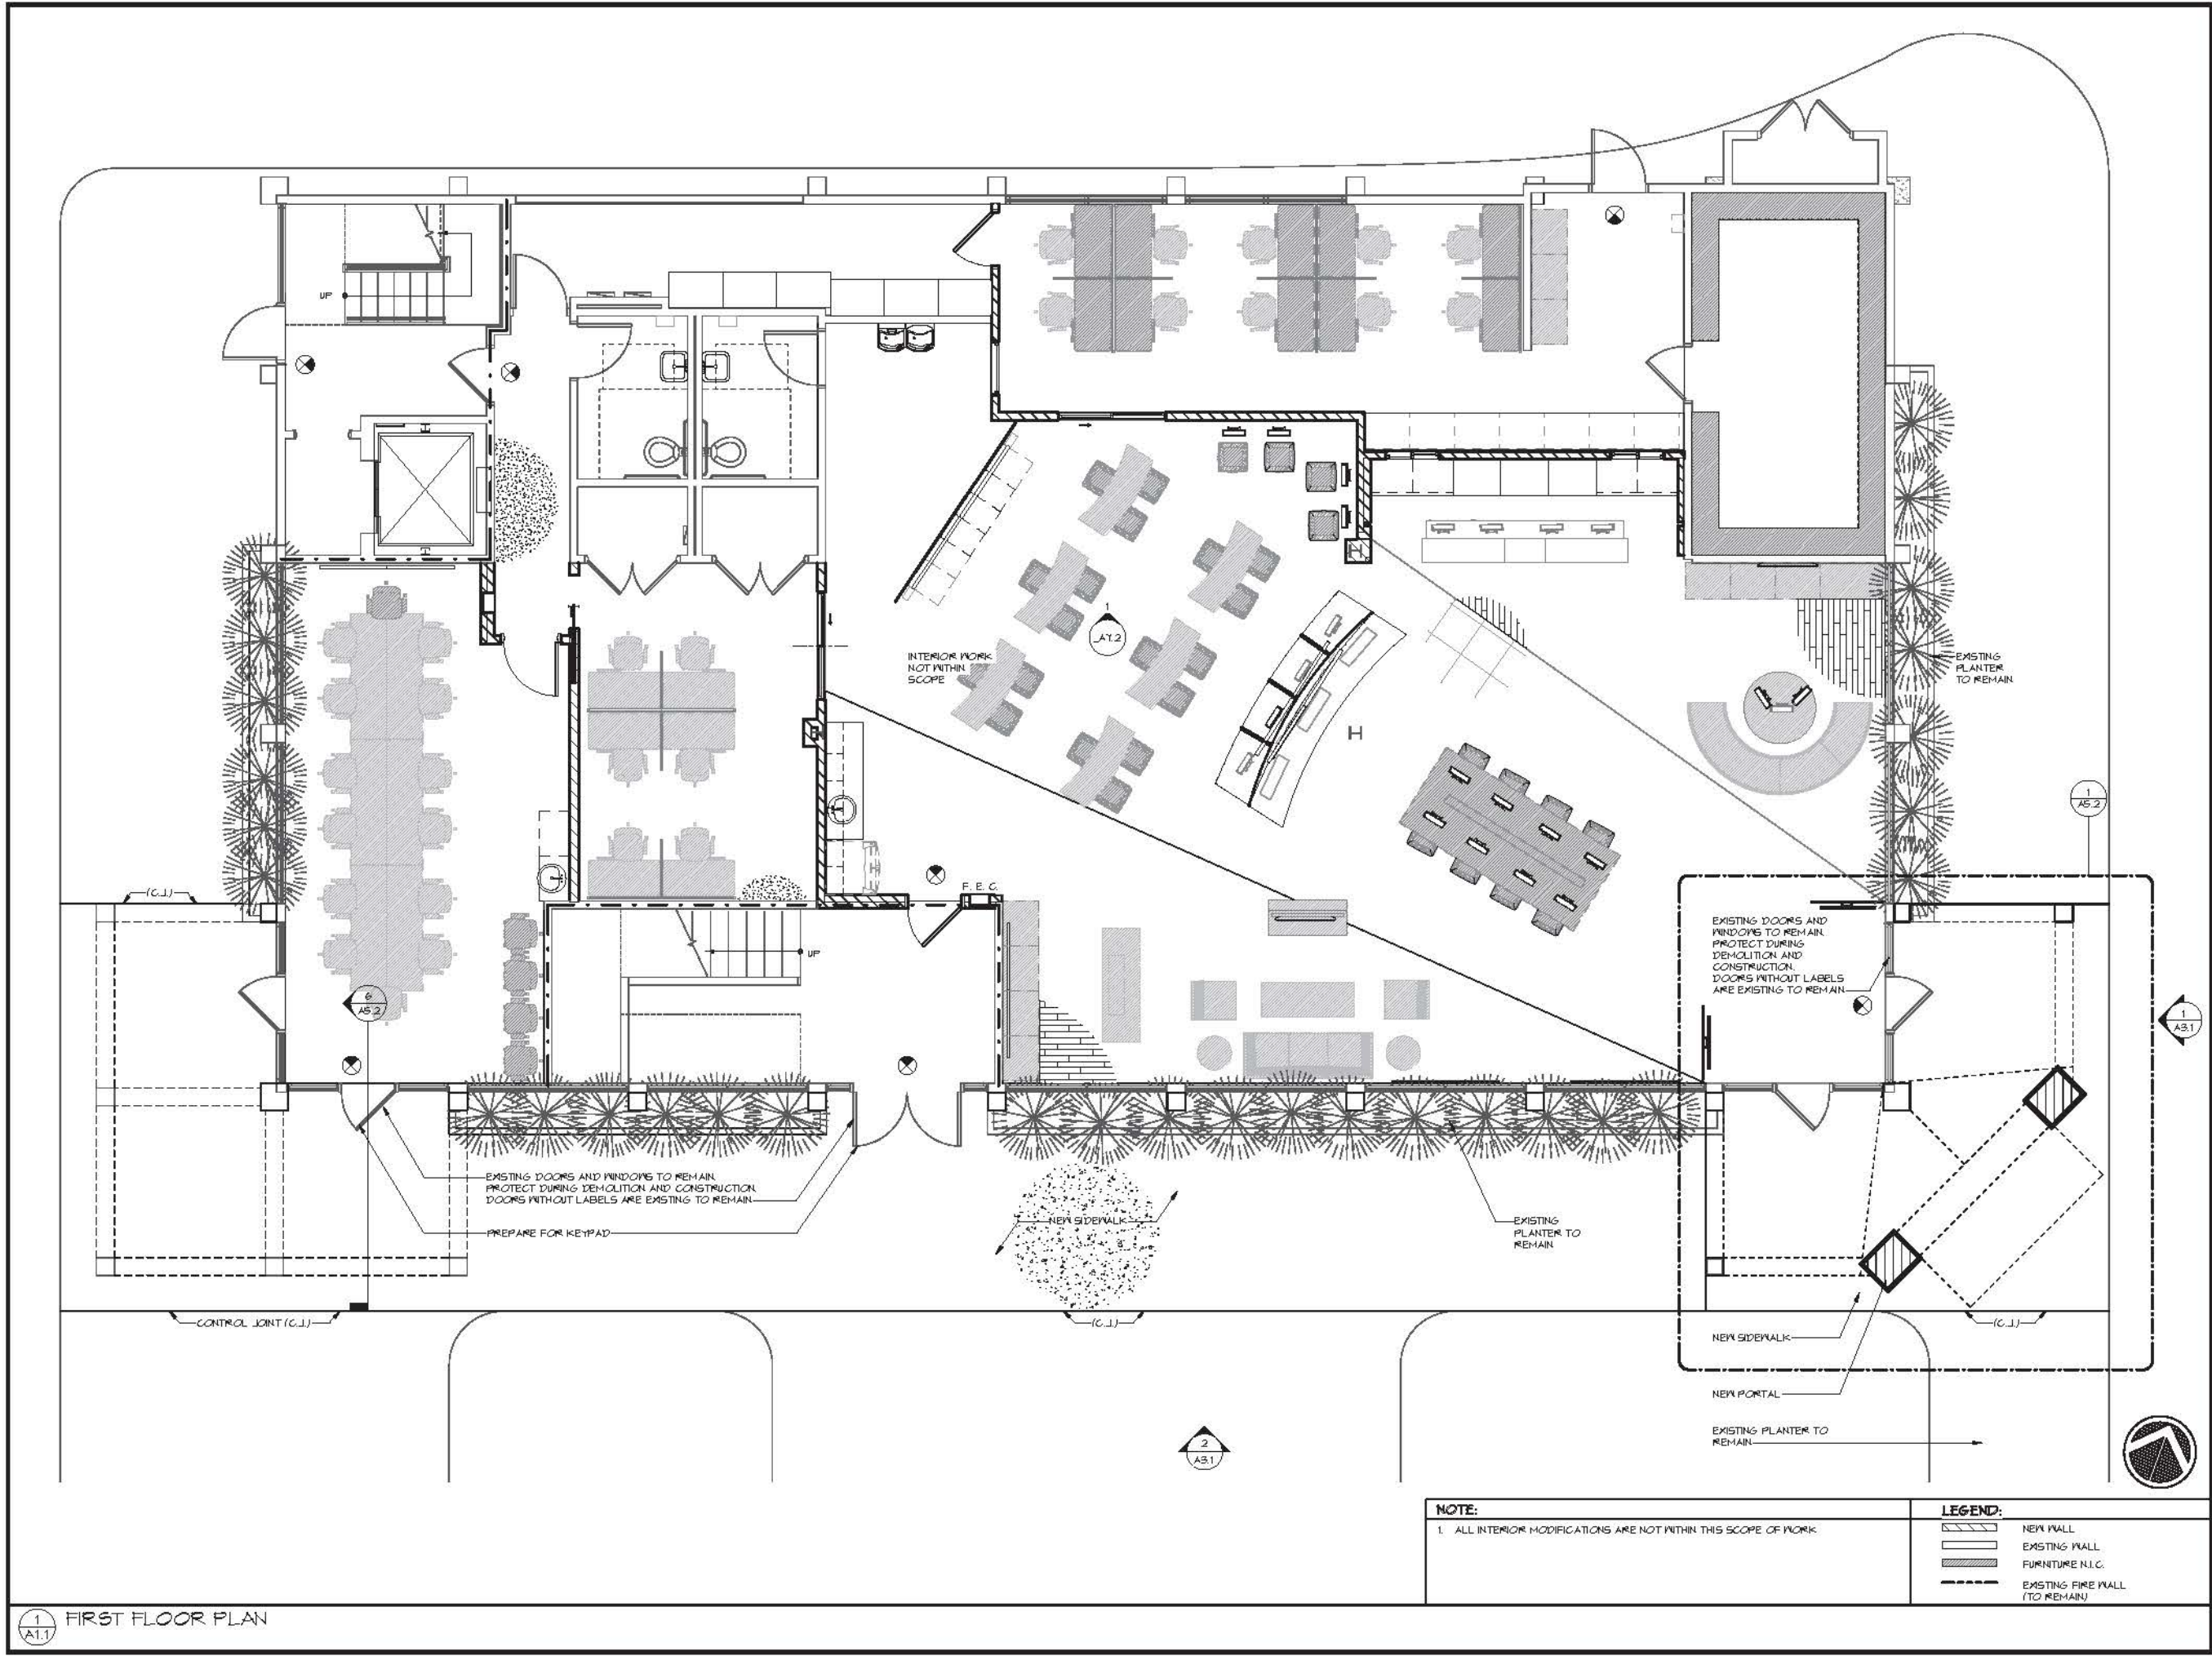 UP
1
A7.2
INTERIOR WORK
NOT WITHIN
SCOPE
EXISTING
PLANTER
TO REMAIN
H
1
A5.2
(C.J.)
F. E. C.
UP
6
A5.2
EXISTING DOORS AND
WINDOWS TO REMAIN.
PROTECT DURING
DEMOLITION AND
CONSTRUCTION.
DOORS WITHOUT LABELS
ARE EXISTING TO REMAIN
1
A3.1
EXISTING DOORS AND WINDOWS TO REMAIN.
PROTECT DURING DEMOLITION AND CONSTRUCTION.
DOORS WITHOUT LABELS ARE EXISTING TO REMAIN
PREPARE FOR KEYPAD
NEW SIDEWALK
EXISTING
PLANTER TO
REMAIN
CONTROL JOINT (C.J.)
(C.J.)
(C.J.)
NEW SIDEWALK
NEW PORTAL
EXISTING PLANTER TO
REMAIN
2
A3.1
NOTE:
1. ALL INTERIOR MODIFICATIONS ARE NOT WITHIN THIS SCOPE OF WORK
LEGEND:
NEW WALL
EXISTING WALL
FURNITURE N.I.C.
EXISTING FIRE WALL
(TO REMAIN)
1
A1.1
FIRST FLOOR PLAN